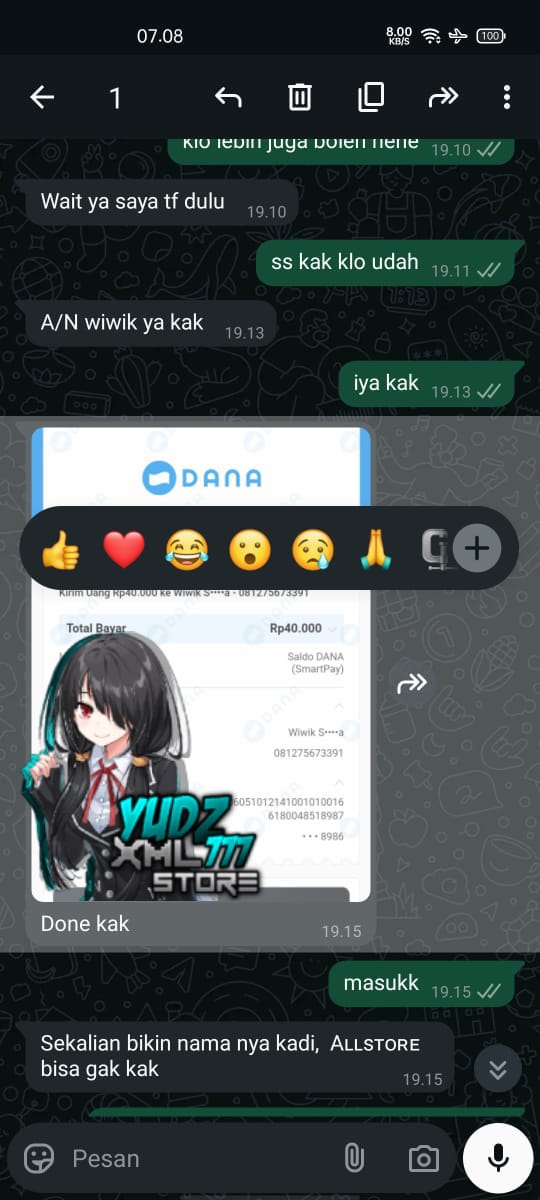 07.08
8.00
KB/S
100
1
klo lebih juga boleh hehe 19.10
Wait ya saya tf dulu 19.10
ss kak klo udah 19.11
A/N wiwik ya kak 19.13
iya kak 19.13
DANA
Kirim Uang Rp40.000 ke Wiwik S••••a - 081275673391
Total Bayar Rp40.000
Saldo DANA
(SmartPay)
Wiwik S••••a
081275673391
6051012141001010016
6180048518987
••• 8986
YUDZ
XML777
STORE
Done kak 19.15
masukk 19.15
Sekalian bikin nama nya kadi, ALLSTORE
bisa gak kak 19.15
Pesan